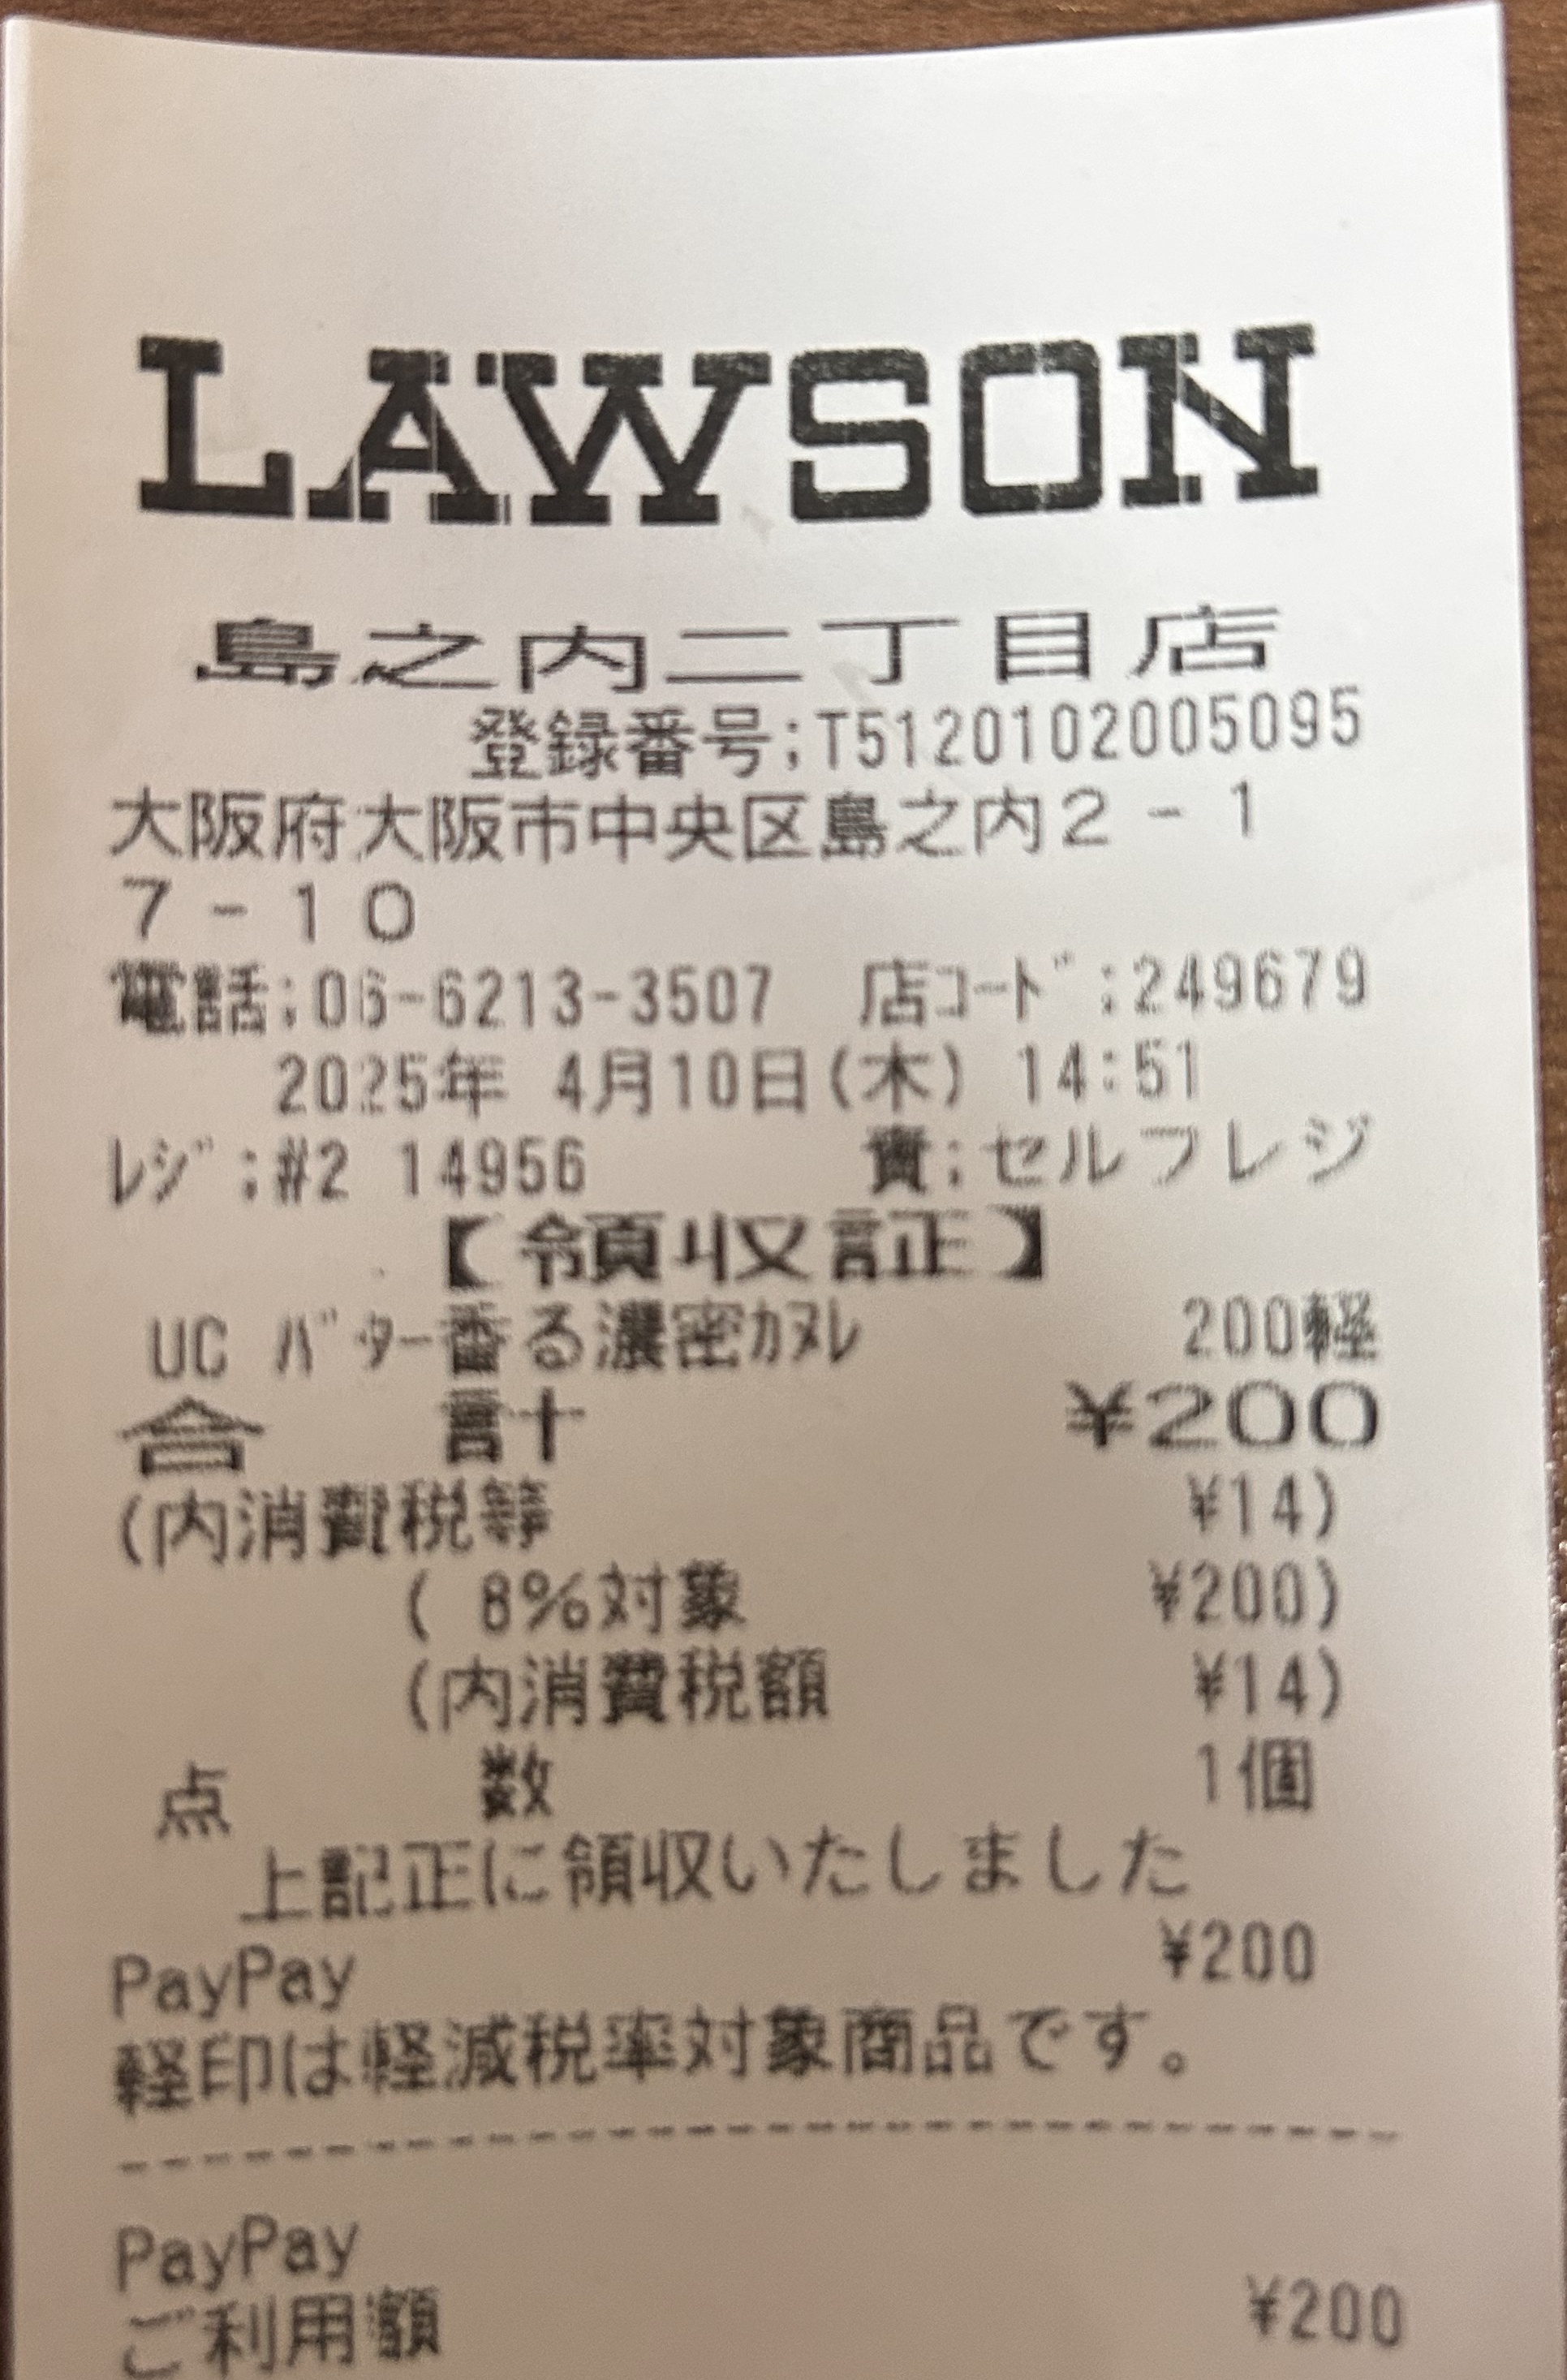 LAWSON
島之内二丁目店
登録番号;T5120102005095
大阪府大阪市中央区島之内2-1
7-10
電話:06-6213-3507 店コード:249679
2025年 4月10日(木) 14:51
レジ:#2 14956 責:セルフレジ
【領収証】
UC バター番る濃密カヌレ 200軽
合 計 ¥200
(内消費税等 ¥14)
( 8%対象 ¥200)
(内消費税額 ¥14)
点 数 1個
上記正に領収いたしました
PayPay ¥200
軽印は軽減税率対象商品です。
PayPay
ご利用額 ¥200